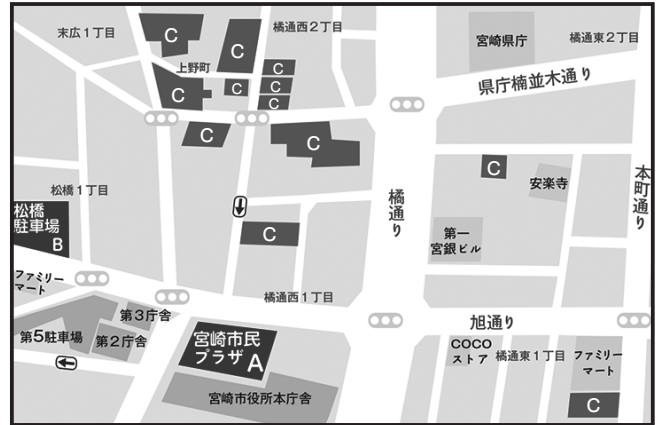 末広1丁目
C
C
橘通西2丁目
宮崎県庁
橘通東2丁目
上野町
C
C
C
C
C
県庁楠並木通り
C
C
C
松橋1丁目
安楽寺
本町通り
橘通り
松橋
駐車場
B
C
第一
宮銀ビル
ファミリー
マート
橘通西1丁目
第3庁舎
旭通り
第5駐車場
第2庁舎
宮崎市民
プラザ
A
COCO
ストア
橘通東1丁目
ファミリー
マート
宮崎市役所本庁舎
C